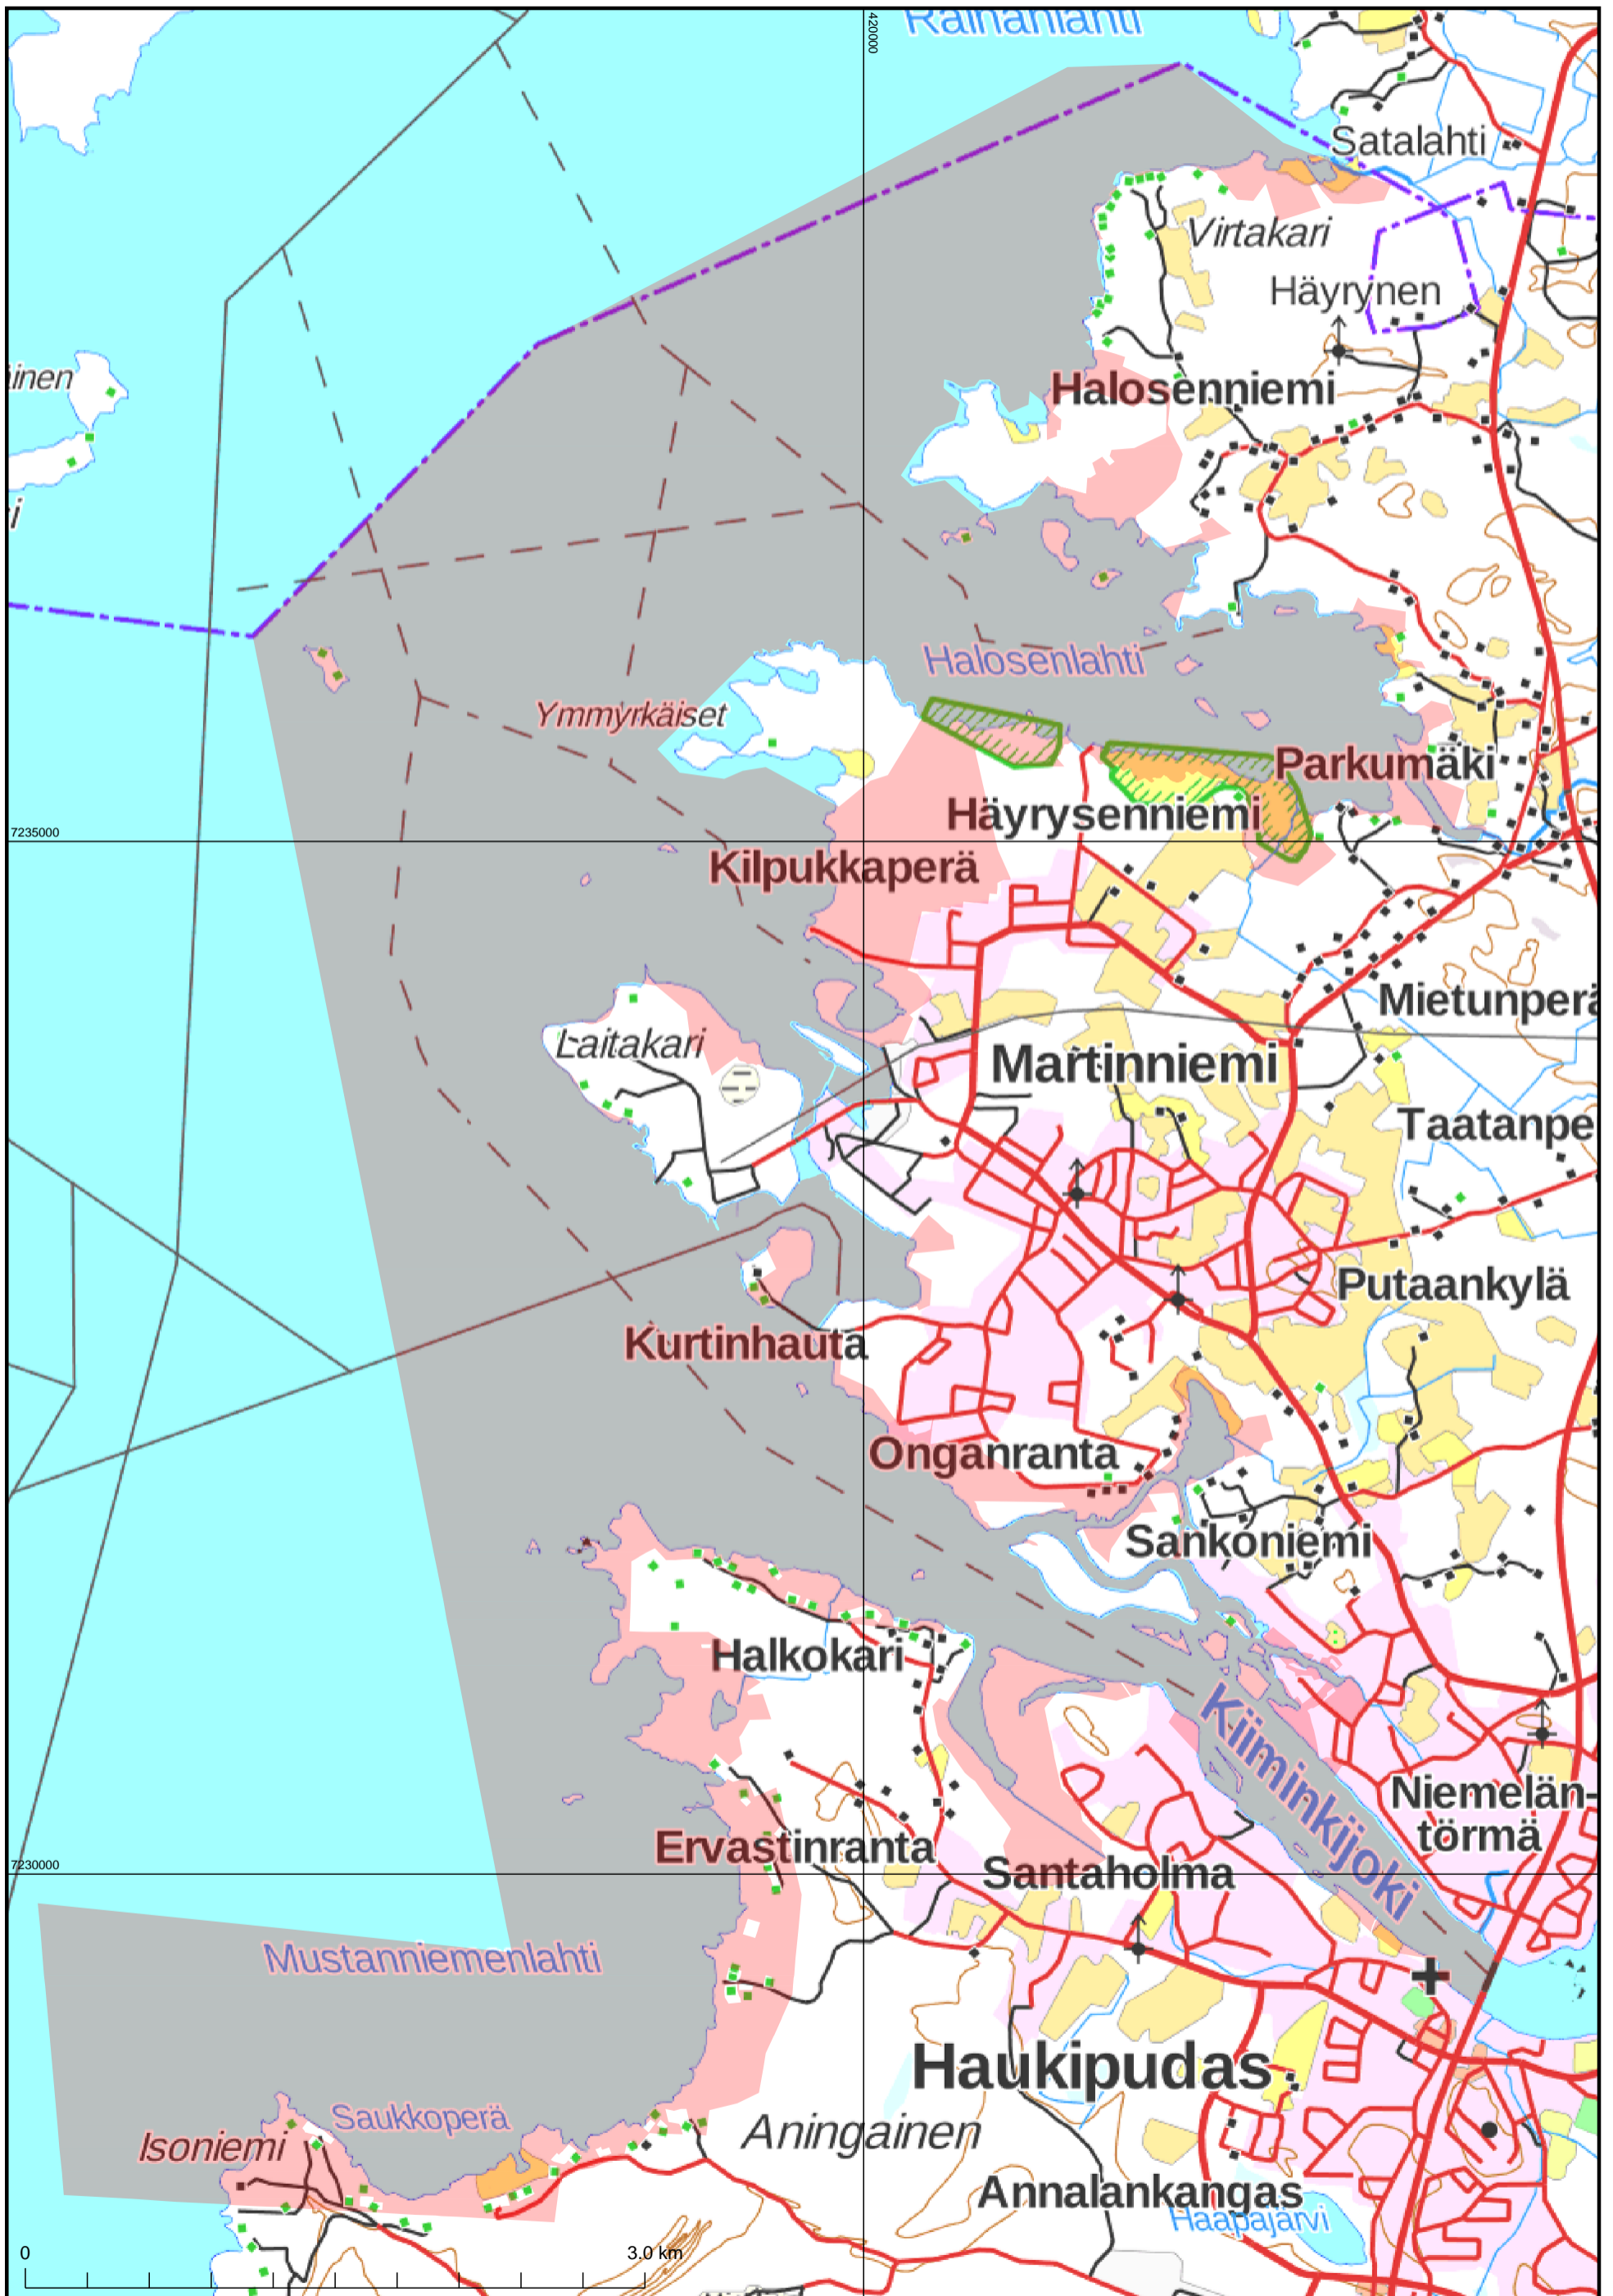 420000
Satalahti
Virtakari
Häyrynen
Halosenniemi
Halosenlahti
Ymmyrkäiset
Parkumäki
Häyrysenniemi
7235000
Kilpukkaperä
Mietunperä
Laitakari
Martinniemi
Taatanpe
Putaankylä
Kurtinhauta
Onganranta
Sankoniemi
Halkokari
Kiiminkijoki
Niemelän-
törmä
Ervastinranta
7230000
Santaholma
Mustanniemenlahti
Haukipudas
Saukkoperä
Isoniemi
Aningainen
Annalankangas
Haapajärvi
0
3.0 km